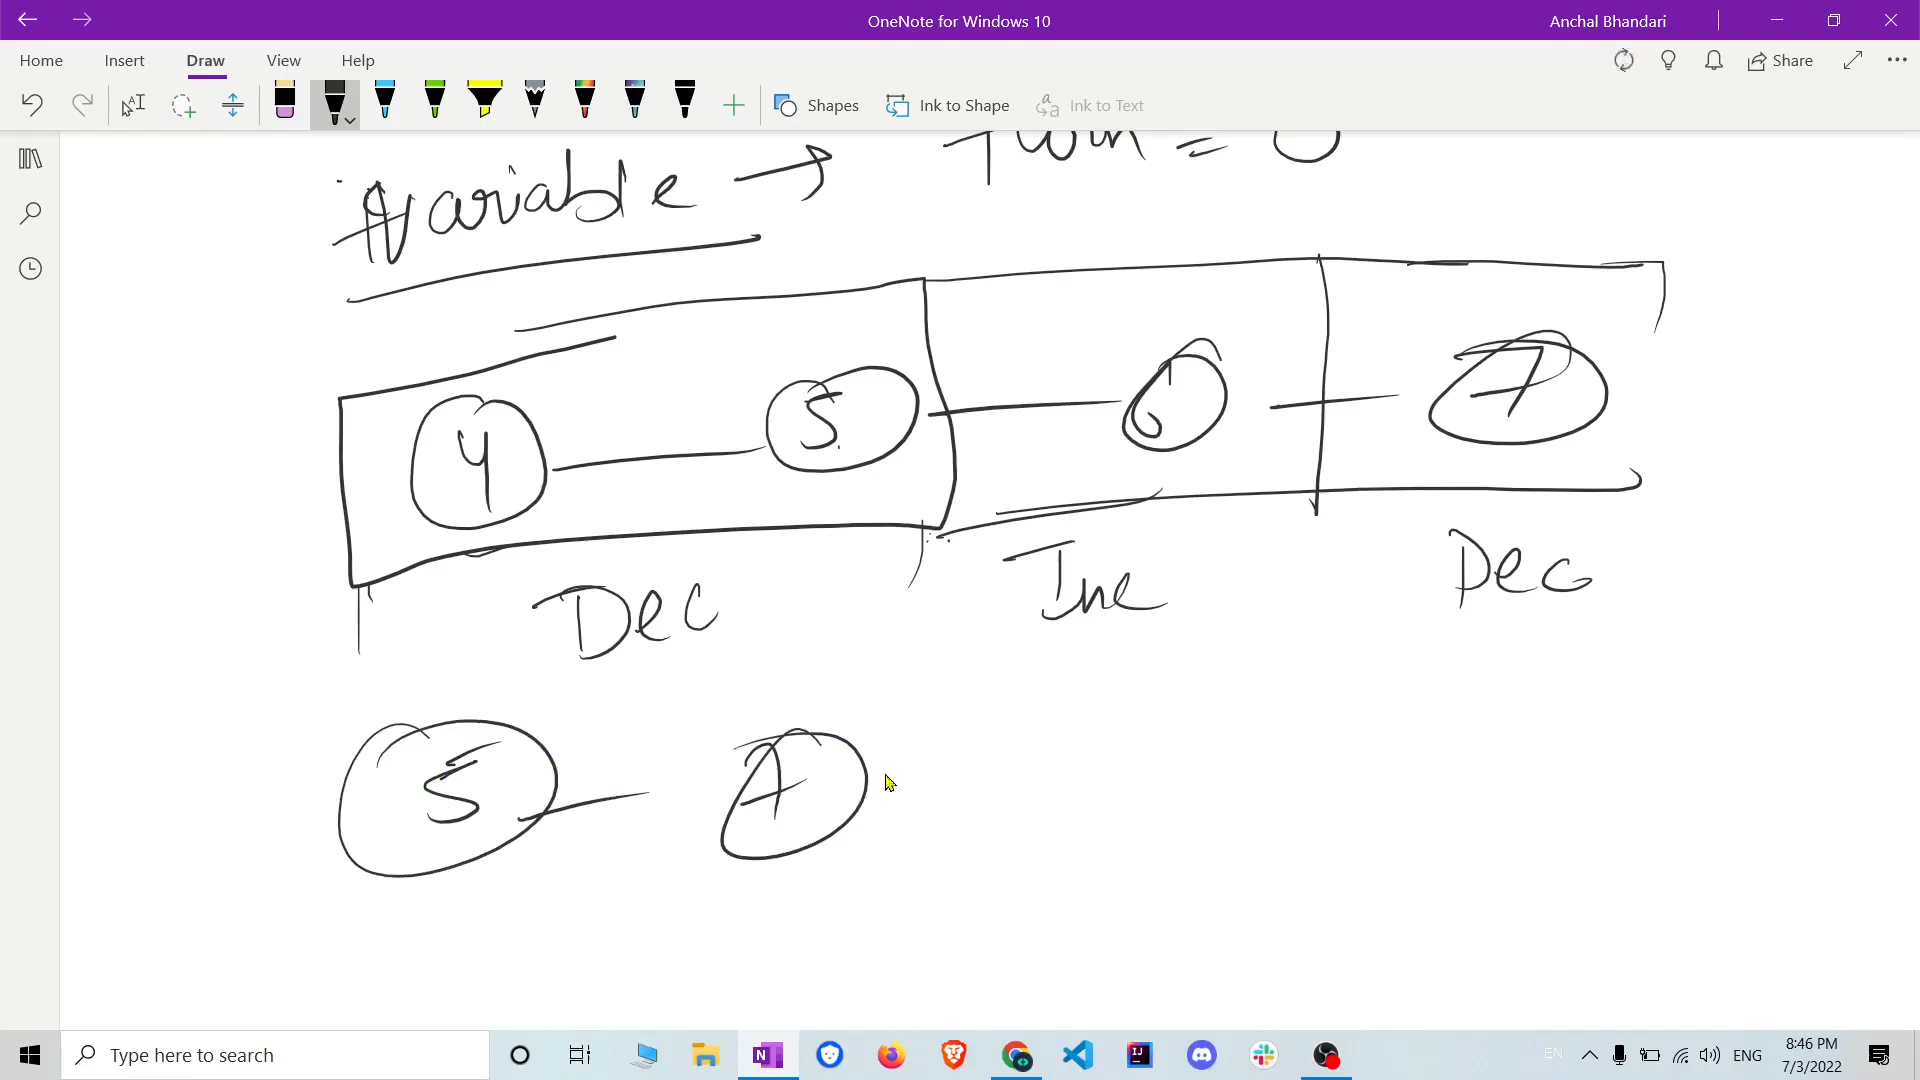 OneNote for Windows 10
Anchal Bhandari
Home Insert Draw View Help
Share
Shapes Ink to Shape Ink to Text
Variable →
4 5 6 7
Dec Inc Dec
5
Type here to search
N
IJ
EN ENG
8:46 PM
7/3/2022